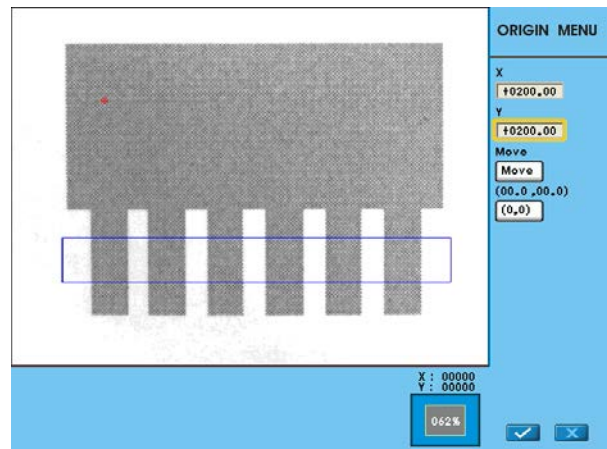 ORIGIN MENU
X
+0200.00
Y
+0200.00
Move
Move
(00.0 ,00.0)
(0,0)
X : 00000
Y : 00000
062%